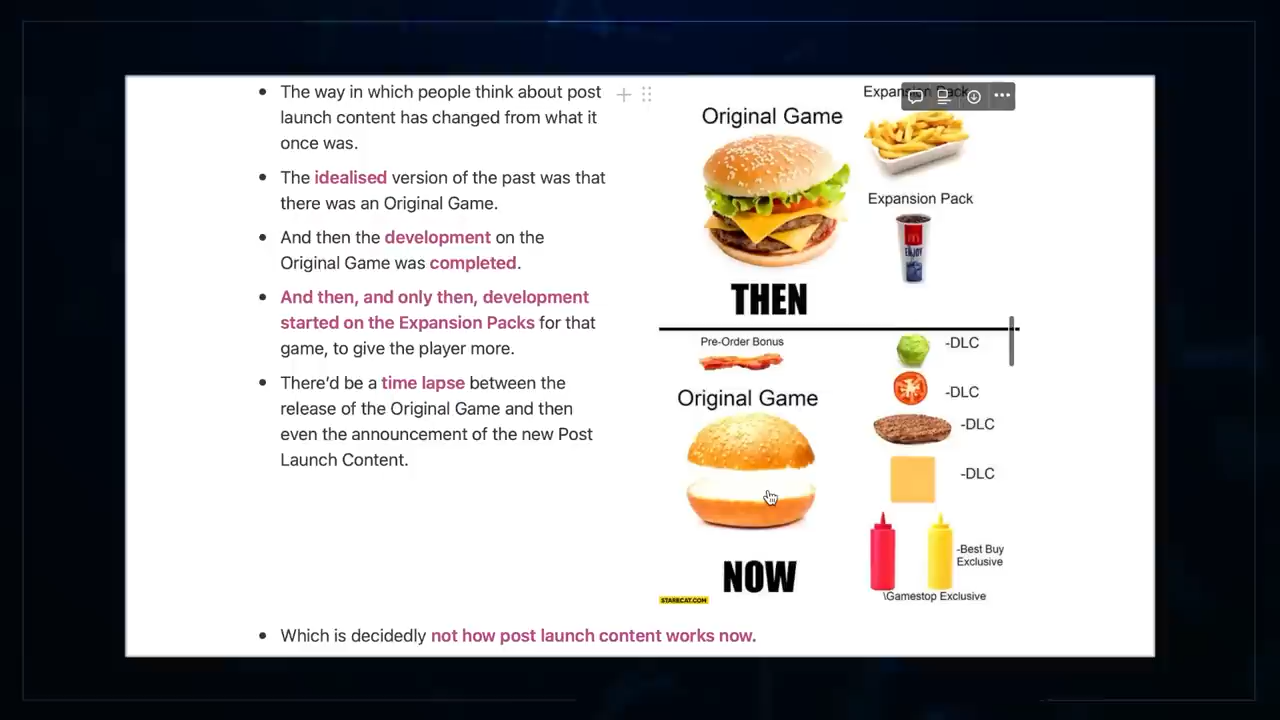 The way in which people think about post
launch content has changed from what it
once was.
The idealised version of the past was that
there was an Original Game.
And then the development on the
Original Game was completed.
And then, and only then, development
started on the Expansion Packs for that
game, to give the player more.
There'd be a time lapse between the
release of the Original Game and then
even the announcement of the new Post
Launch Content.
Expansion Pack
Original Game
Expansion Pack
ENJOY
THEN
Pre-Order Bonus
-DLC
-DLC
Original Game
-DLC
-DLC
-Best Buy
Exclusive
NOW
\Gamestop Exclusive
STARECAT.COM
Which is decidedly not how post launch content works now.